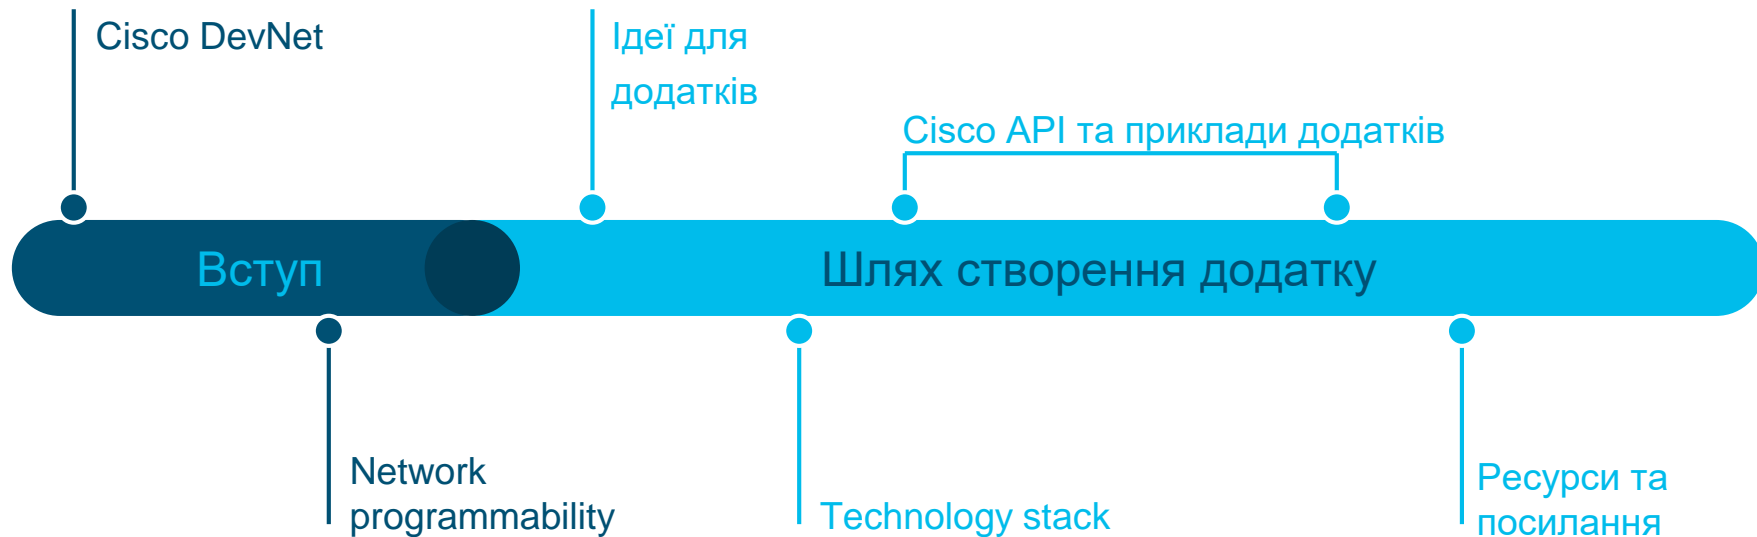 Cisco DevNet
Ідеї для
додатків
Cisco API та приклади додатків
Вступ
Шлях створення додатку
Network
programmability
Technology stack
Ресурси та
посилання